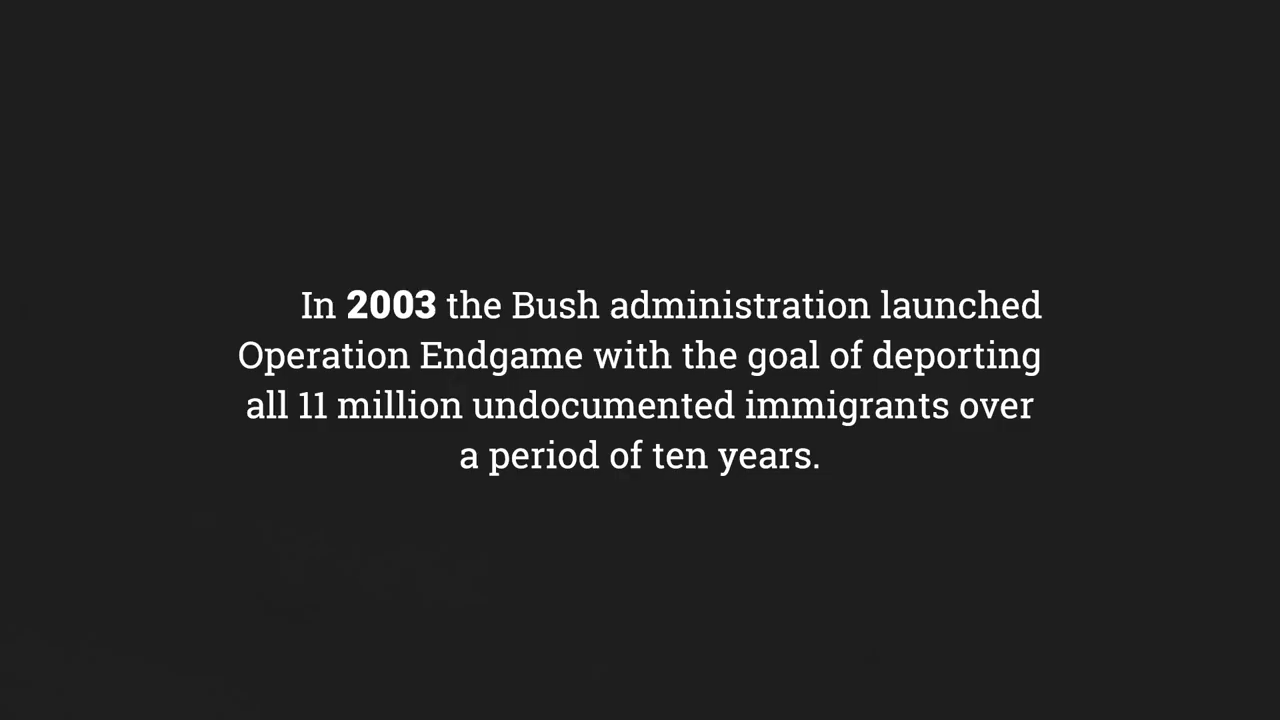 In 2003 the Bush administration launched
Operation Endgame with the goal of deporting
all 11 million undocumented immigrants over
a period of ten years.